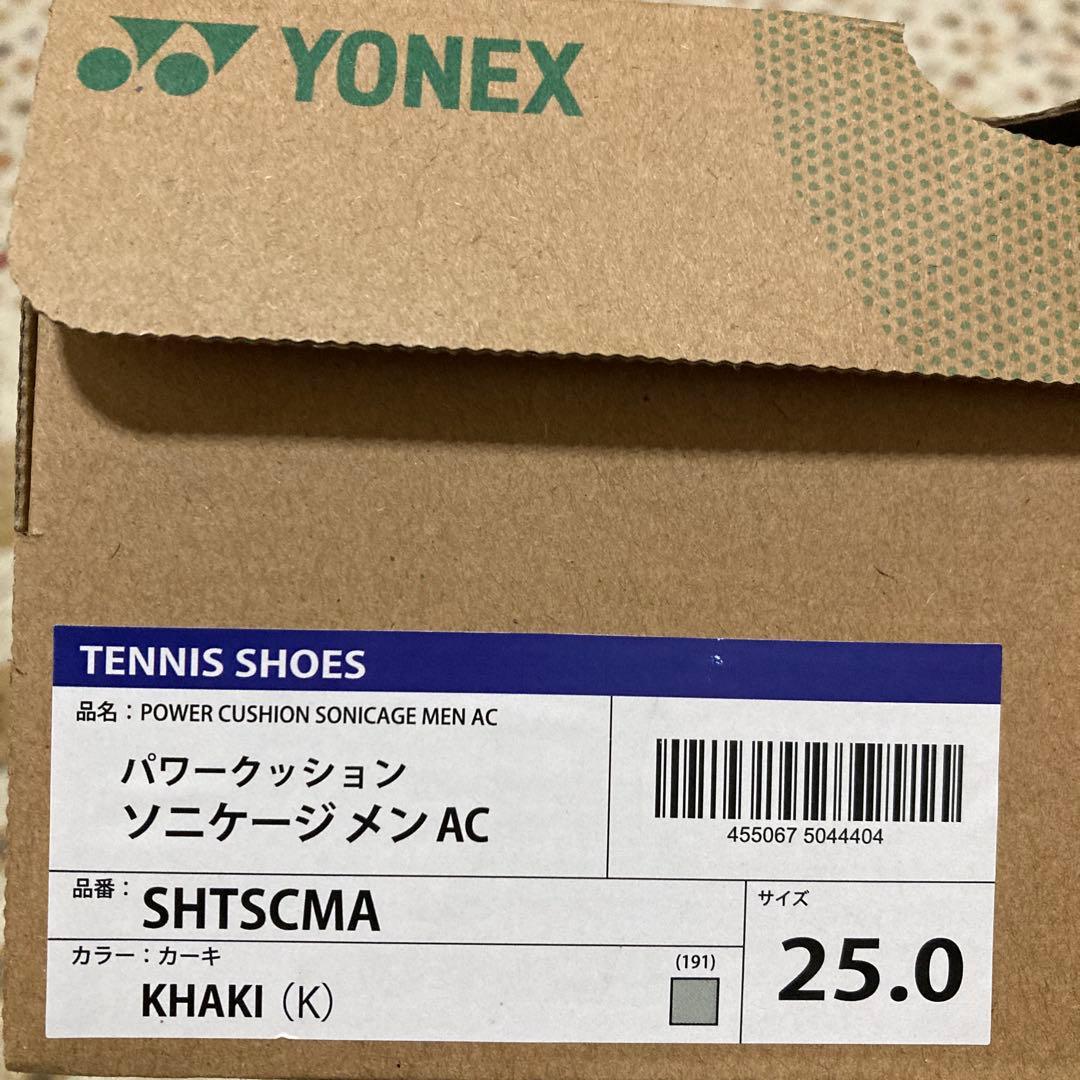 YONEX
TENNIS SHOES
品名：POWER CUSHION SONICAGE MEN AC
パワークッション
ソニケージ メン AC
455067 5044404
品番：
SHTSCMA
サイズ
25.0
カラー：カーキ
KHAKI（K）
(191)